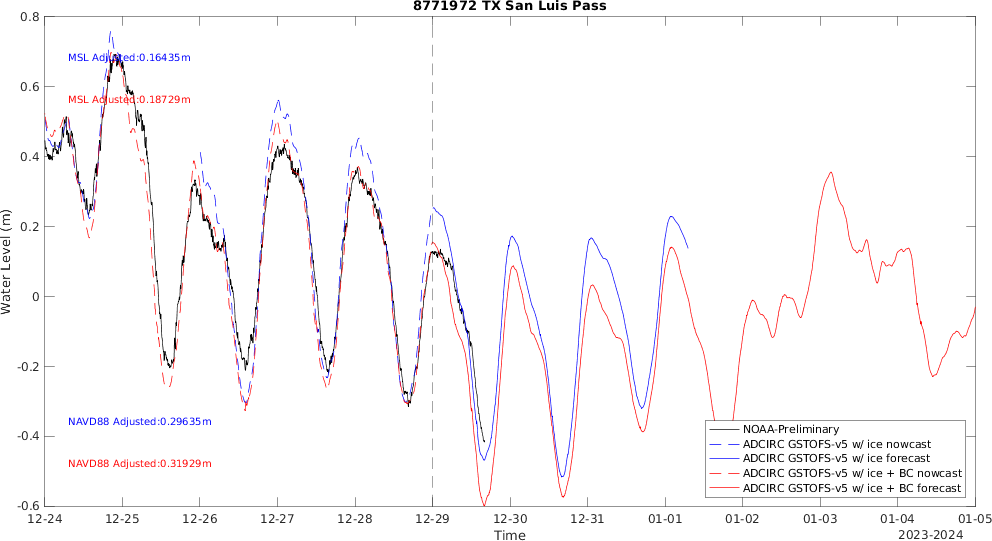 8771972 TX San Luis Pass
0.8
0.6
0.4
0.2
0
-0.2
-0.4
-0.6
Water Level (m)
MSL Adjusted:0.16435m
MSL Adjusted:0.18729m
NAVD88 Adjusted:0.29635m
NAVD88 Adjusted:0.31929m
NOAA-Preliminary
ADCIRC GSTOFS-v5 w/ ice nowcast
ADCIRC GSTOFS-v5 w/ ice forecast
ADCIRC GSTOFS-v5 w/ ice + BC nowcast
ADCIRC GSTOFS-v5 w/ ice + BC forecast
12-24 12-25 12-26 12-27 12-28 12-29 12-30 12-31 01-01 01-02 01-03 01-04 01-05
Time
2023-2024